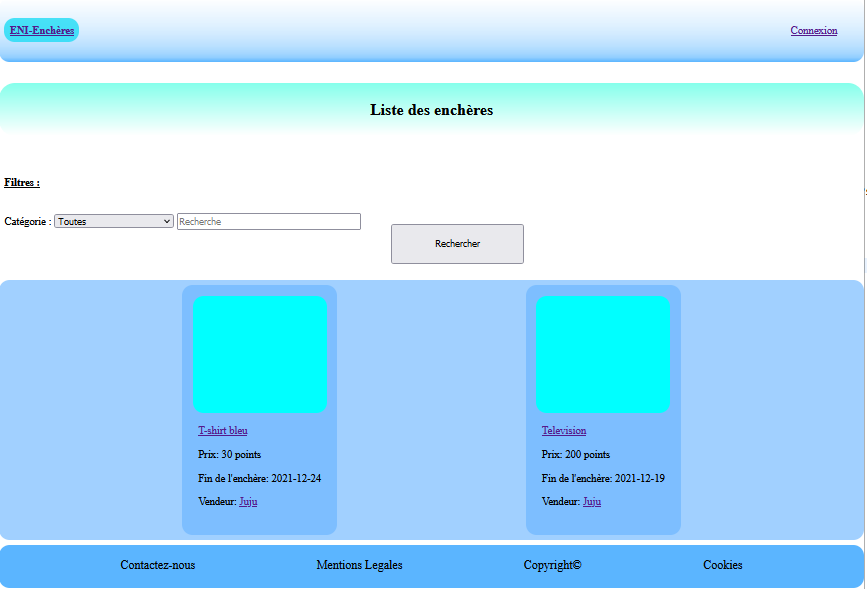 ENI-Enchères Connexion
Liste des enchères
Filtres :
Catégorie : Toutes Recherche
Rechercher
T-shirt bleu
Prix: 30 points
Fin de l'enchère: 2021-12-24
Vendeur: Juju
Television
Prix: 200 points
Fin de l'enchère: 2021-12-19
Vendeur: Juju
Contactez-nous Mentions Legales Copyright© Cookies